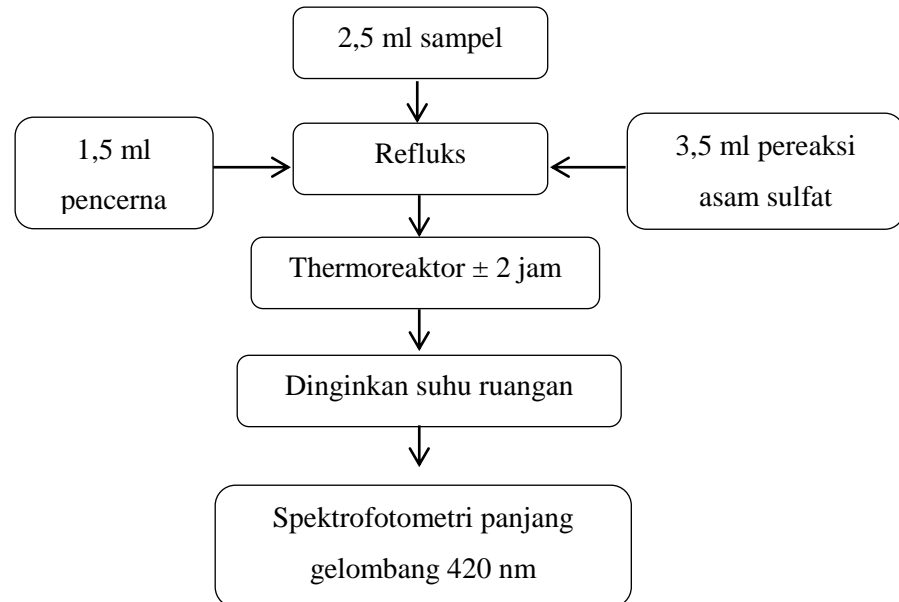 2,5 ml sampel
1,5 ml
pencerna
Refluks
3,5 ml pereaksi
asam sulfat
Thermoreaktor ± 2 jam
Dinginkan suhu ruangan
Spektrofotometri panjang
gelombang 420 nm